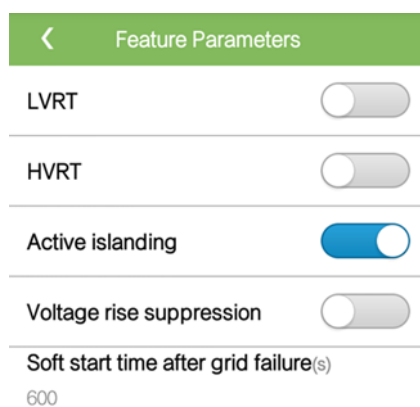 Feature Parameters
LVRT
HVRT
Active islanding
Voltage rise suppression
Soft start time after grid failure(s)
600